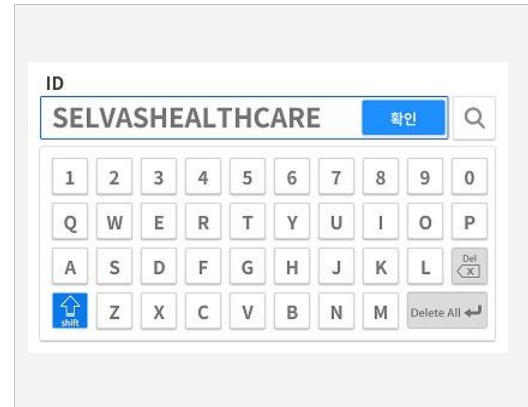 ID
SELVASHEALTHCARE 확인
1 2 3 4 5 6 7 8 9 0
Q W E R T Y U I O P
A S D F G H J K L Del X
shift Z X C V B N M Delete All